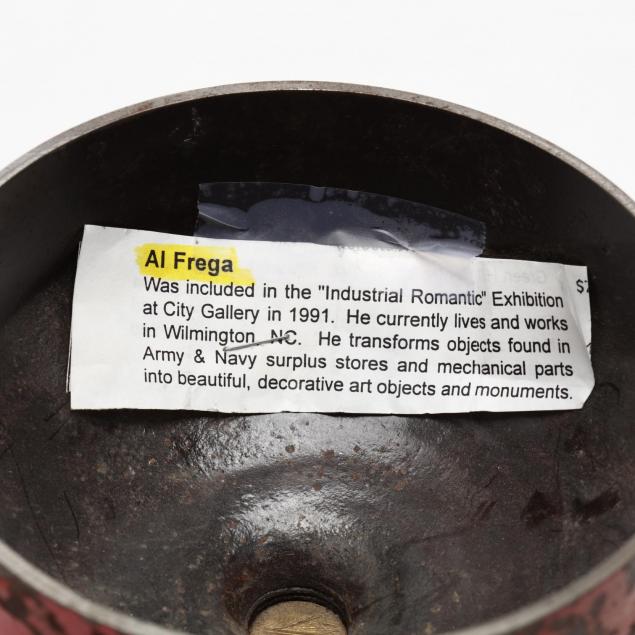 Al Frega
Was included in the "Industrial Romantic" Exhibition
at City Gallery in 1991. He currently lives and works
in Wilmington, NC. He transforms objects found in
Army & Navy surplus stores and mechanical parts
into beautiful, decorative art objects and monuments.